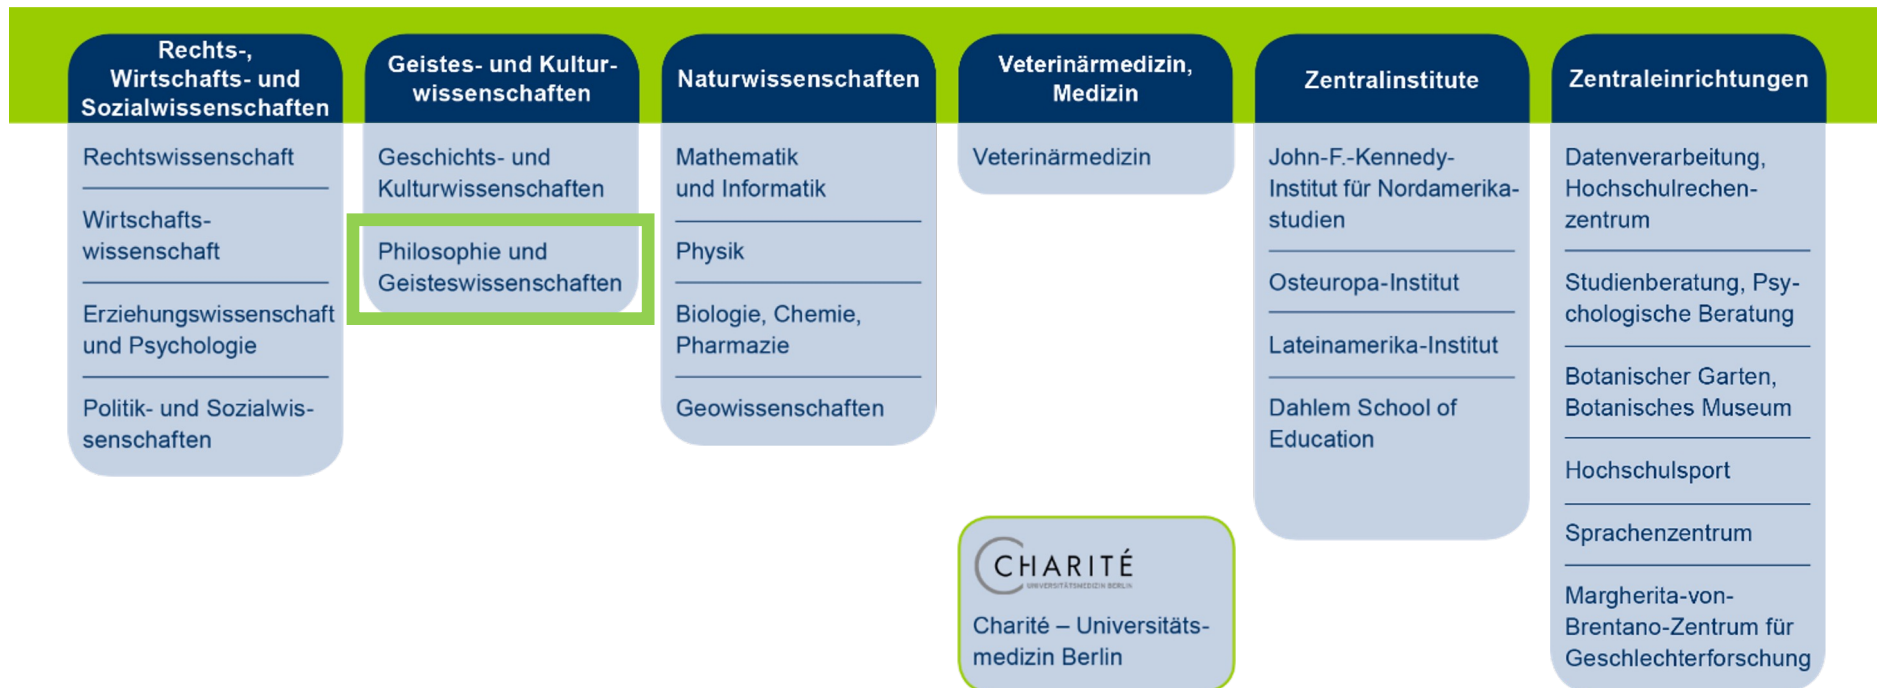 Rechts-,
Wirtschafts- und
Sozialwissenschaften
Rechtswissenschaft
Wirtschafts-
wissenschaft
Erziehungswissenschaft
und Psychologie
Politik- und Sozialwis-
senschaften
Geistes- und Kultur-
wissenschaften
Geschichts- und
Kulturwissenschaften
Philosophie und
Geisteswissenschaften
Naturwissenschaften
Mathematik
und Informatik
Physik
Biologie, Chemie,
Pharmazie
Geowissenschaften
Veterinärmedizin,
Medizin
Veterinärmedizin
CHARITÉ
UNIVERSITÄTSMEDIZIN BERLIN
Charité – Universitäts-
medizin Berlin
Zentralinstitute
John-F.-Kennedy-
Institut für Nordamerika-
studien
Osteuropa-Institut
Lateinamerika-Institut
Dahlem School of
Education
Zentraleinrichtungen
Datenverarbeitung,
Hochschulrechen-
zentrum
Studienberatung, Psy-
chologische Beratung
Botanischer Garten,
Botanisches Museum
Hochschulsport
Sprachenzentrum
Margherita-von-
Brentano-Zentrum für
Geschlechterforschung